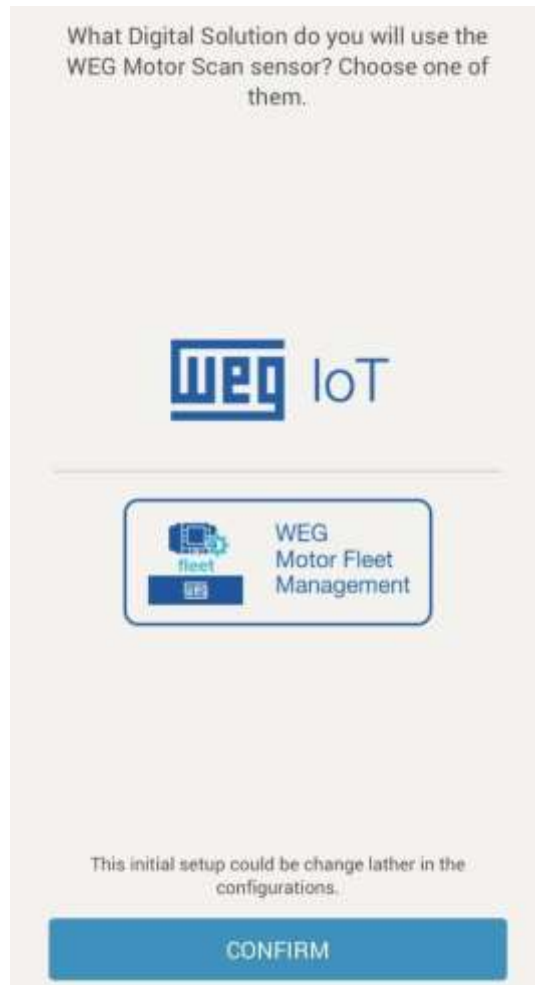 What Digital Solution do you will use the
WEG Motor Scan sensor? Choose one of
them.
weg IoT
WEG
Motor Fleet
Management
fleet
weg
This initial setup could be change lather in the
configurations.
CONFIRM